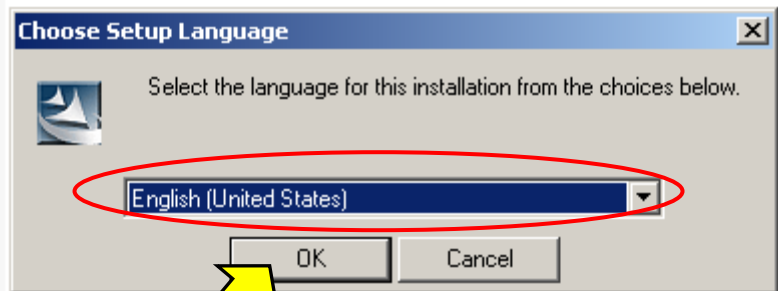 Choose Setup Language
Select the language for this installation from the choices below.
English (United States)
OK Cancel